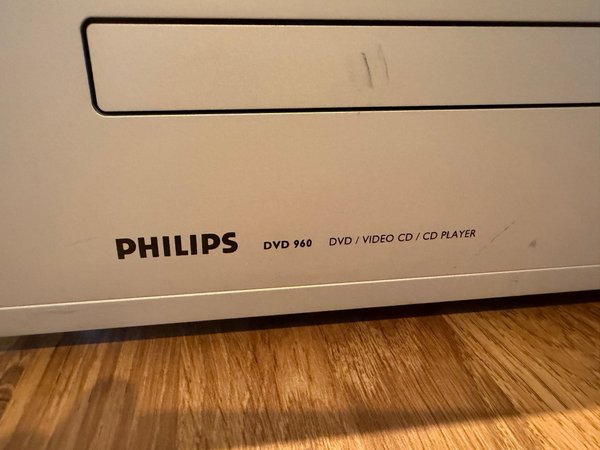 PHILIPS DVD 960 DVD / VIDEO CD / CD PLAYER